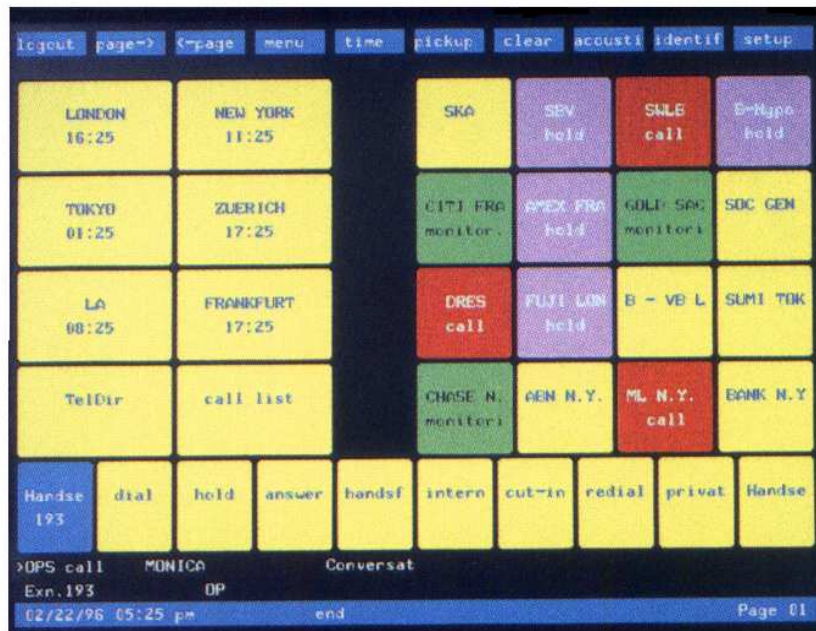 logout page-> <-page menu time pickup clear acousti identif setup
LONDON NEW YORK SKA SBV SWLB B-Hypo
16:25 11:25 hold call hold
TOKYO ZUERICH CITI FRA AMEX FRA GOLD SAC SOC GEN
01:25 17:25 monitor. hold monitori
LA FRANKFURT DRES FUJI LON B - VB L SUMI TOK
08:25 17:25 call hold
TelDir call list CHASE N. ABN N.Y. ML N.Y. BANK N.Y
monitori call
Handse dial hold answer handsf intern cut-in redial privat Handse
193
>OPS call MONICA Conversat
Exn.193 OP
02/22/96 05:25 pm end Page 01